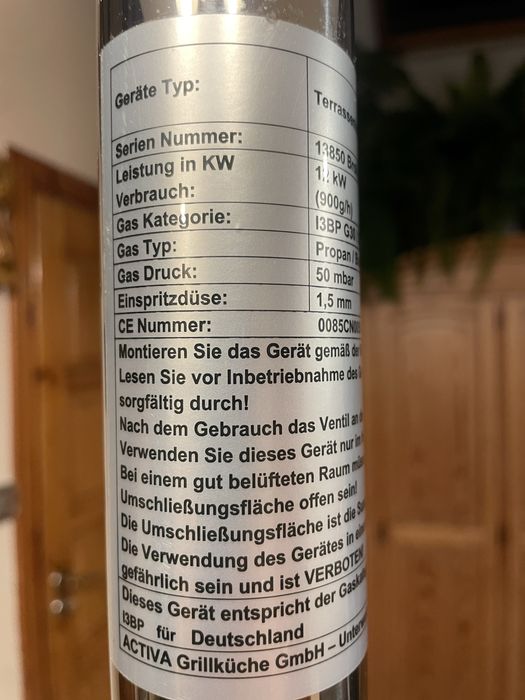 Geräte Typ:
Serien Nummer: 13850
Leistung in KW 12 kW
Verbrauch: (900g/h)
Gas Kategorie: I3BP G30
Gas Typ: Propan /
Gas Druck: 50 mbar
Einspritzdüse: 1,5 mm
CE Nummer:
Montieren Sie das Gerät gemäß
Lesen Sie vor Inbetriebnahme des
sorgfältig durch!
Nach dem Gebrauch das Ventil an
Verwenden Sie dieses Gerät nur im
Bei einem gut belüfteten Raum
Umschließungsfläche offen sein!
Die Umschließungsfläche ist die
Die Verwendung des Gerätes in
gefährlich sein und ist VERBOTEN!
Dieses Gerät entspricht der
I3BP für Deutschland
ACTIVA Grillküche GmbH –